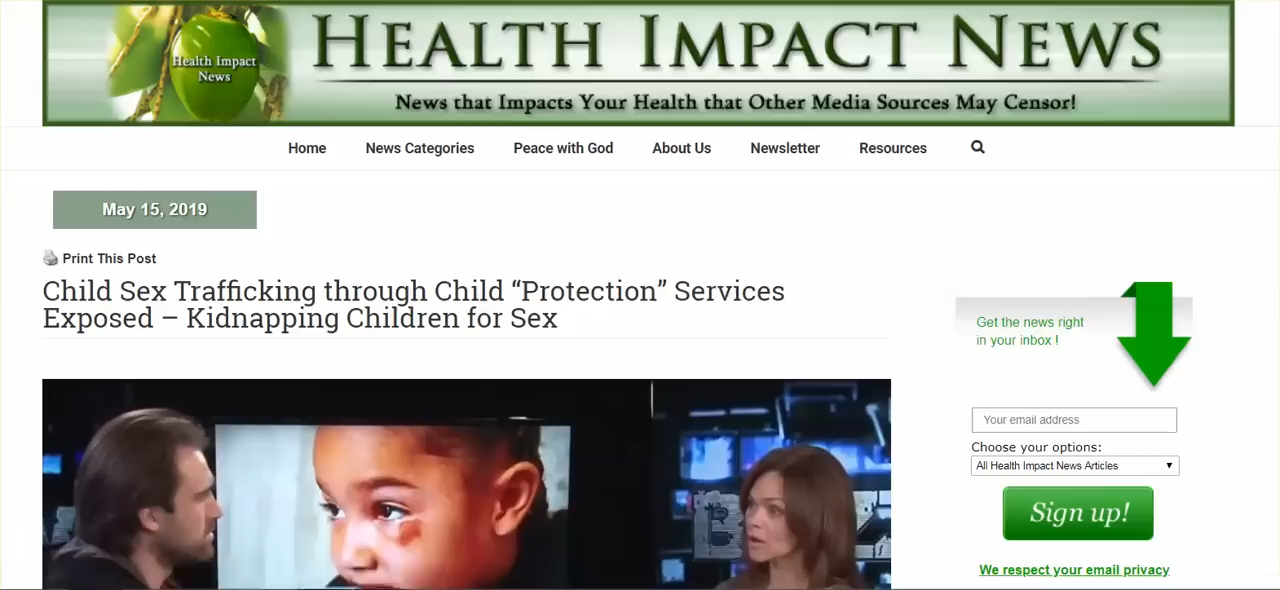 Health Impact
News
HEALTH IMPACT NEWS
News that Impacts Your Health that Other Media Sources May Censor!
Home News Categories Peace with God About Us Newsletter Resources
May 15, 2019
Print This Post
Child Sex Trafficking through Child “Protection” Services
Exposed – Kidnapping Children for Sex
Get the news right
in your inbox !
Your email address
Choose your options:
All Health Impact News Articles
Sign up!
We respect your email privacy